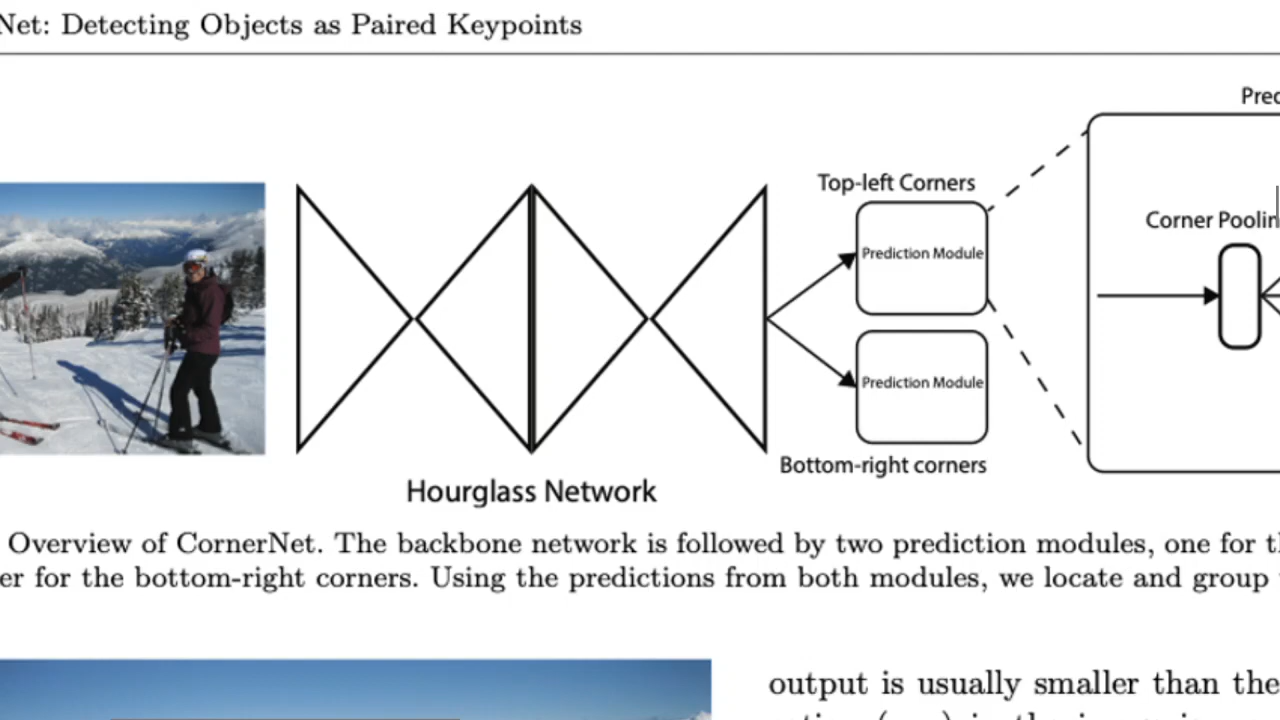 Net: Detecting Objects as Paired Keypoints
Pred
Top-left Corners
Corner Poolin
Prediction Module
Prediction Module
Bottom-right corners
Hourglass Network
Overview of CornerNet. The backbone network is followed by two prediction modules, one for th
er for the bottom-right corners. Using the predictions from both modules, we locate and group
output is usually smaller than the